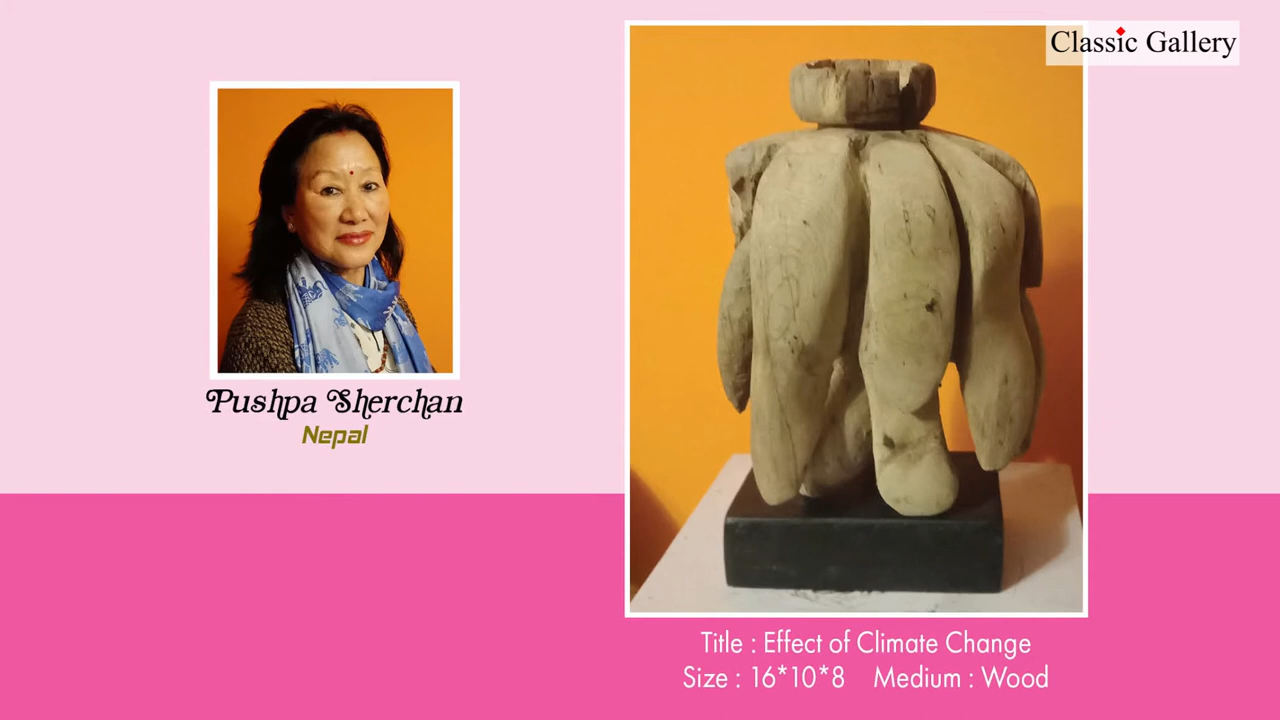 Classic Gallery
Pushpa Sherchan
Nepal
Title : Effect of Climate Change
Size : 16*10*8 Medium : Wood